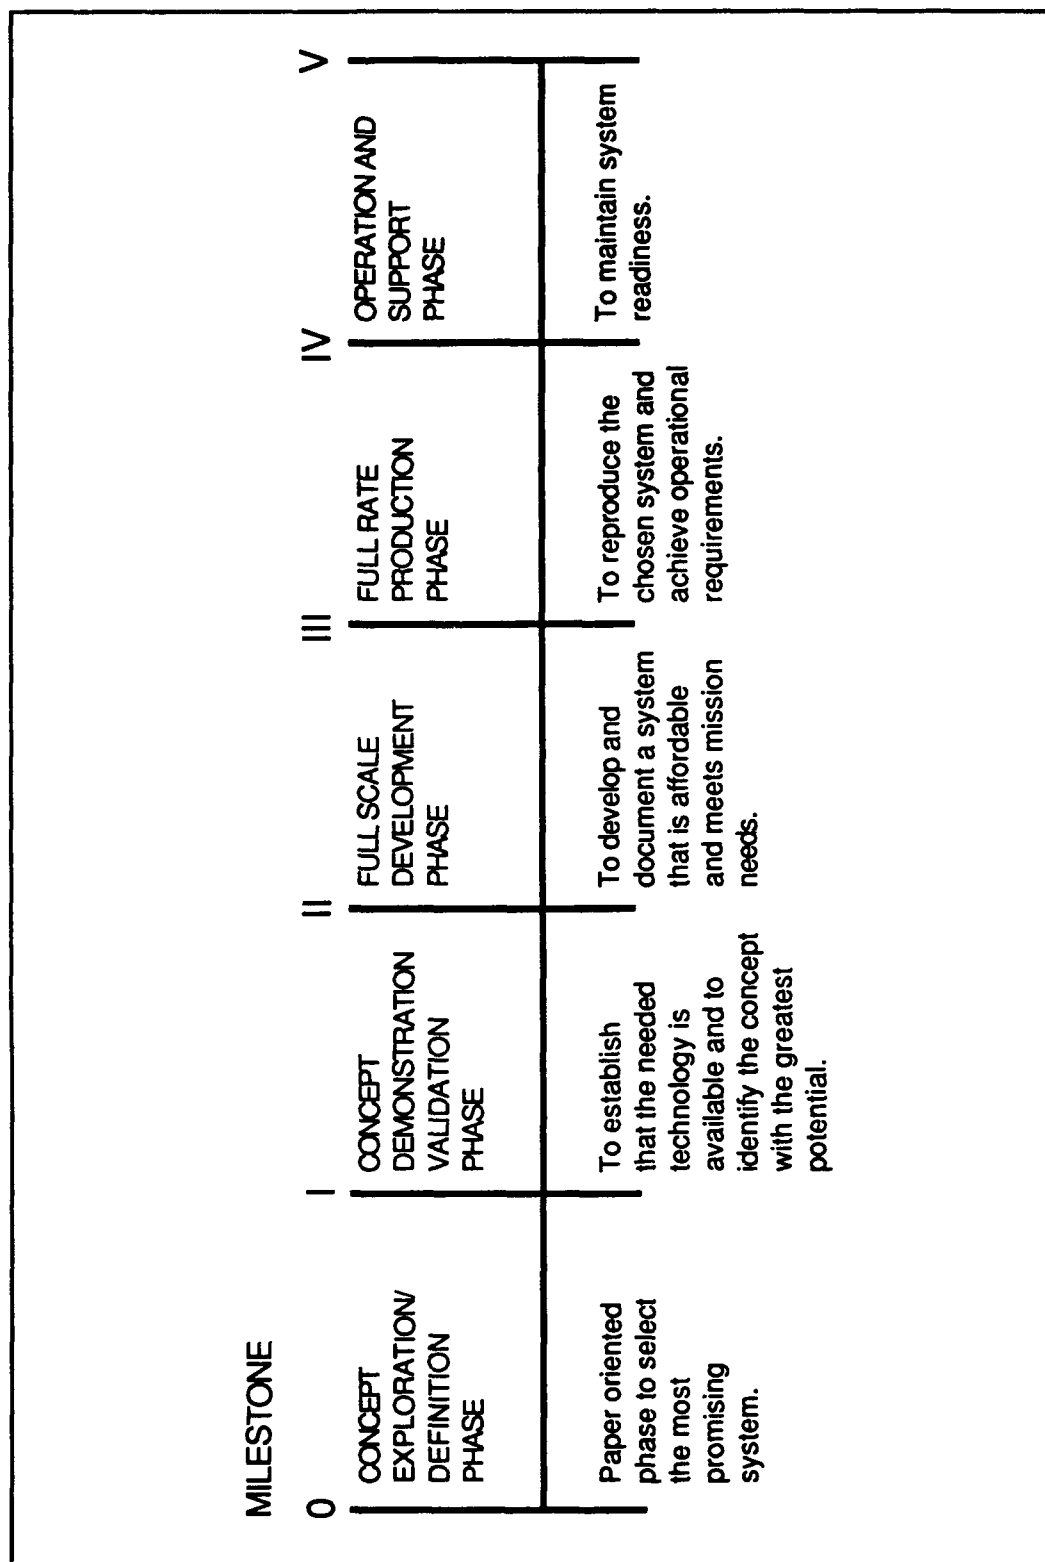 MILESTONE
0
I
II
III
IV
V
CONCEPT
EXPLORATION/
DEFINITION
PHASE
CONCEPT
DEMONSTRATION
VALIDATION
PHASE
FULL SCALE
DEVELOPMENT
PHASE
FULL RATE
PRODUCTION
PHASE
OPERATION AND
SUPPORT
PHASE
Paper oriented
phase to select
the most
promising
system.
To establish
that the needed
technology is
available and to
identify the concept
with the greatest
potential.
To develop and
document a system
that is affordable
and meets mission
needs.
To reproduce the
chosen system and
achieve operational
requirements.
To maintain system
readiness.